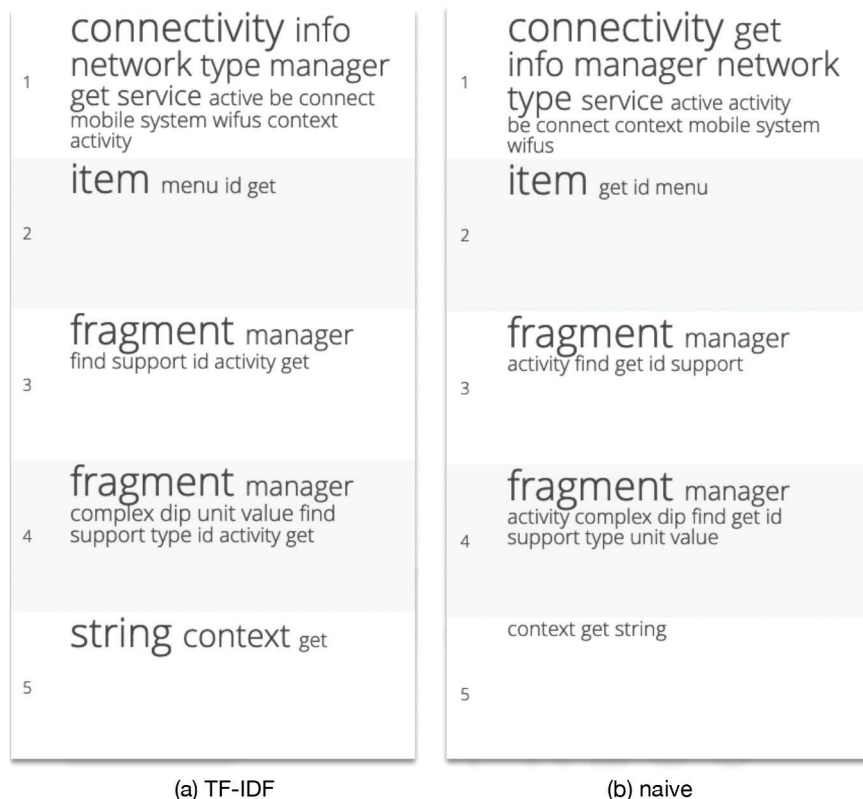 connectivity info
network type manager
get service active be connect
mobile system wifus context
activity
1
item menu id get
2
fragment manager
find support id activity get
3
fragment manager
complex dip unit value find
support type id activity get
4
string context get
5
(a) TF-IDF
connectivity get
info manager network
type service active activity
be connect context mobile system
wifus
1
item get id menu
2
fragment manager
activity find get id support
3
fragment manager
activity complex dip find get id
support type unit value
4
context get string
5
(b) naive